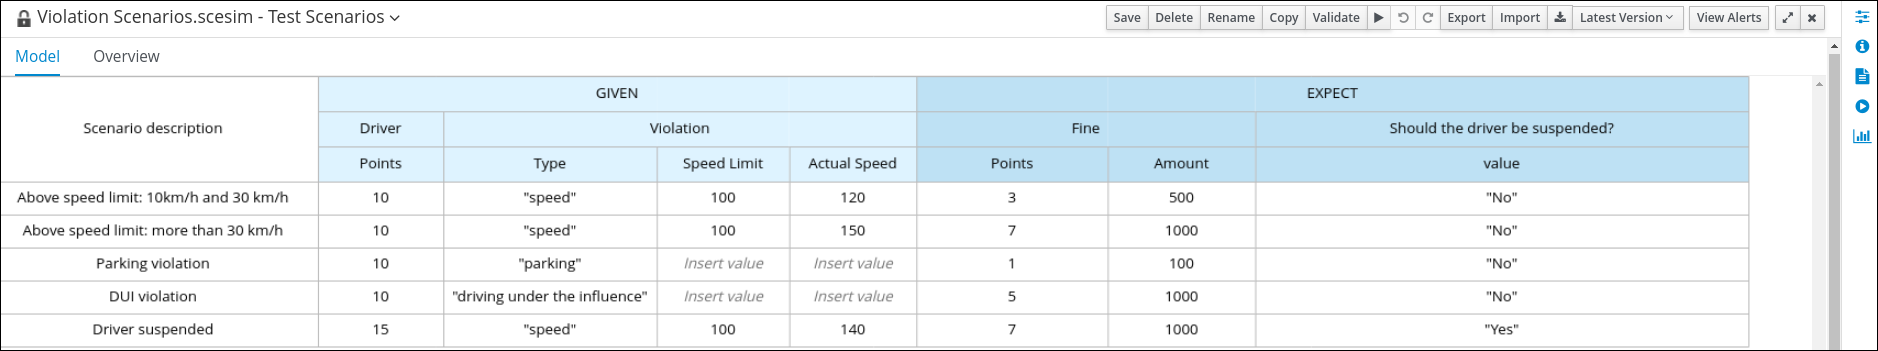 Violation Scenarios.scesim - Test Scenarios
Save Delete Rename Copy Validate Export Import Latest Version View Alerts
Model Overview
GIVEN EXPECT
Scenario description Driver Violation Fine Should the driver be suspended?
Points Type Speed Limit Actual Speed Points Amount value
Above speed limit: 10km/h and 30 km/h 10 "speed" 100 120 3 500 "No"
Above speed limit: more than 30 km/h 10 "speed" 100 150 7 1000 "No"
Parking violation 10 "parking" Insert value Insert value 1 100 "No"
DUI violation 10 "driving under the influence" Insert value Insert value 5 1000 "No"
Driver suspended 15 "speed" 100 140 7 1000 "Yes"